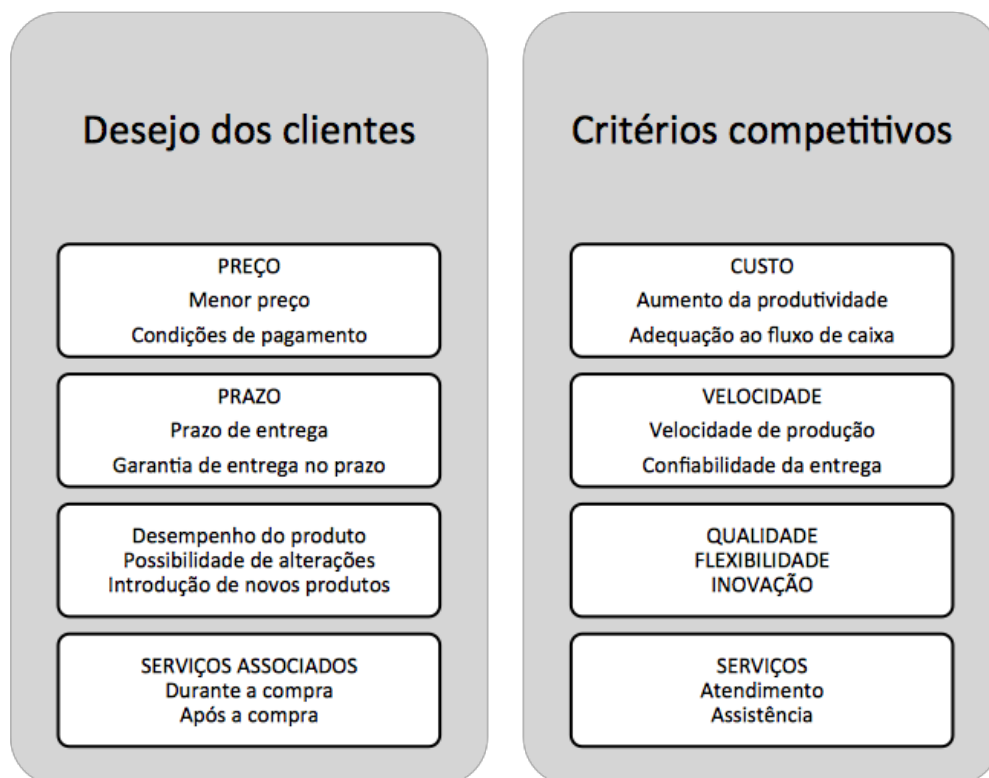 Desejo dos clientes
PREÇO
Menor preço
Condições de pagamento
PRAZO
Prazo de entrega
Garantia de entrega no prazo
Desempenho do produto
Possibilidade de alterações
Introdução de novos produtos
SERVIÇOS ASSOCIADOS
Durante a compra
Após a compra
Critérios competitivos
CUSTO
Aumento da produtividade
Adequação ao fluxo de caixa
VELOCIDADE
Velocidade de produção
Confiabilidade da entrega
QUALIDADE
FLEXIBILIDADE
INOVAÇÃO
SERVIÇOS
Atendimento
Assistência